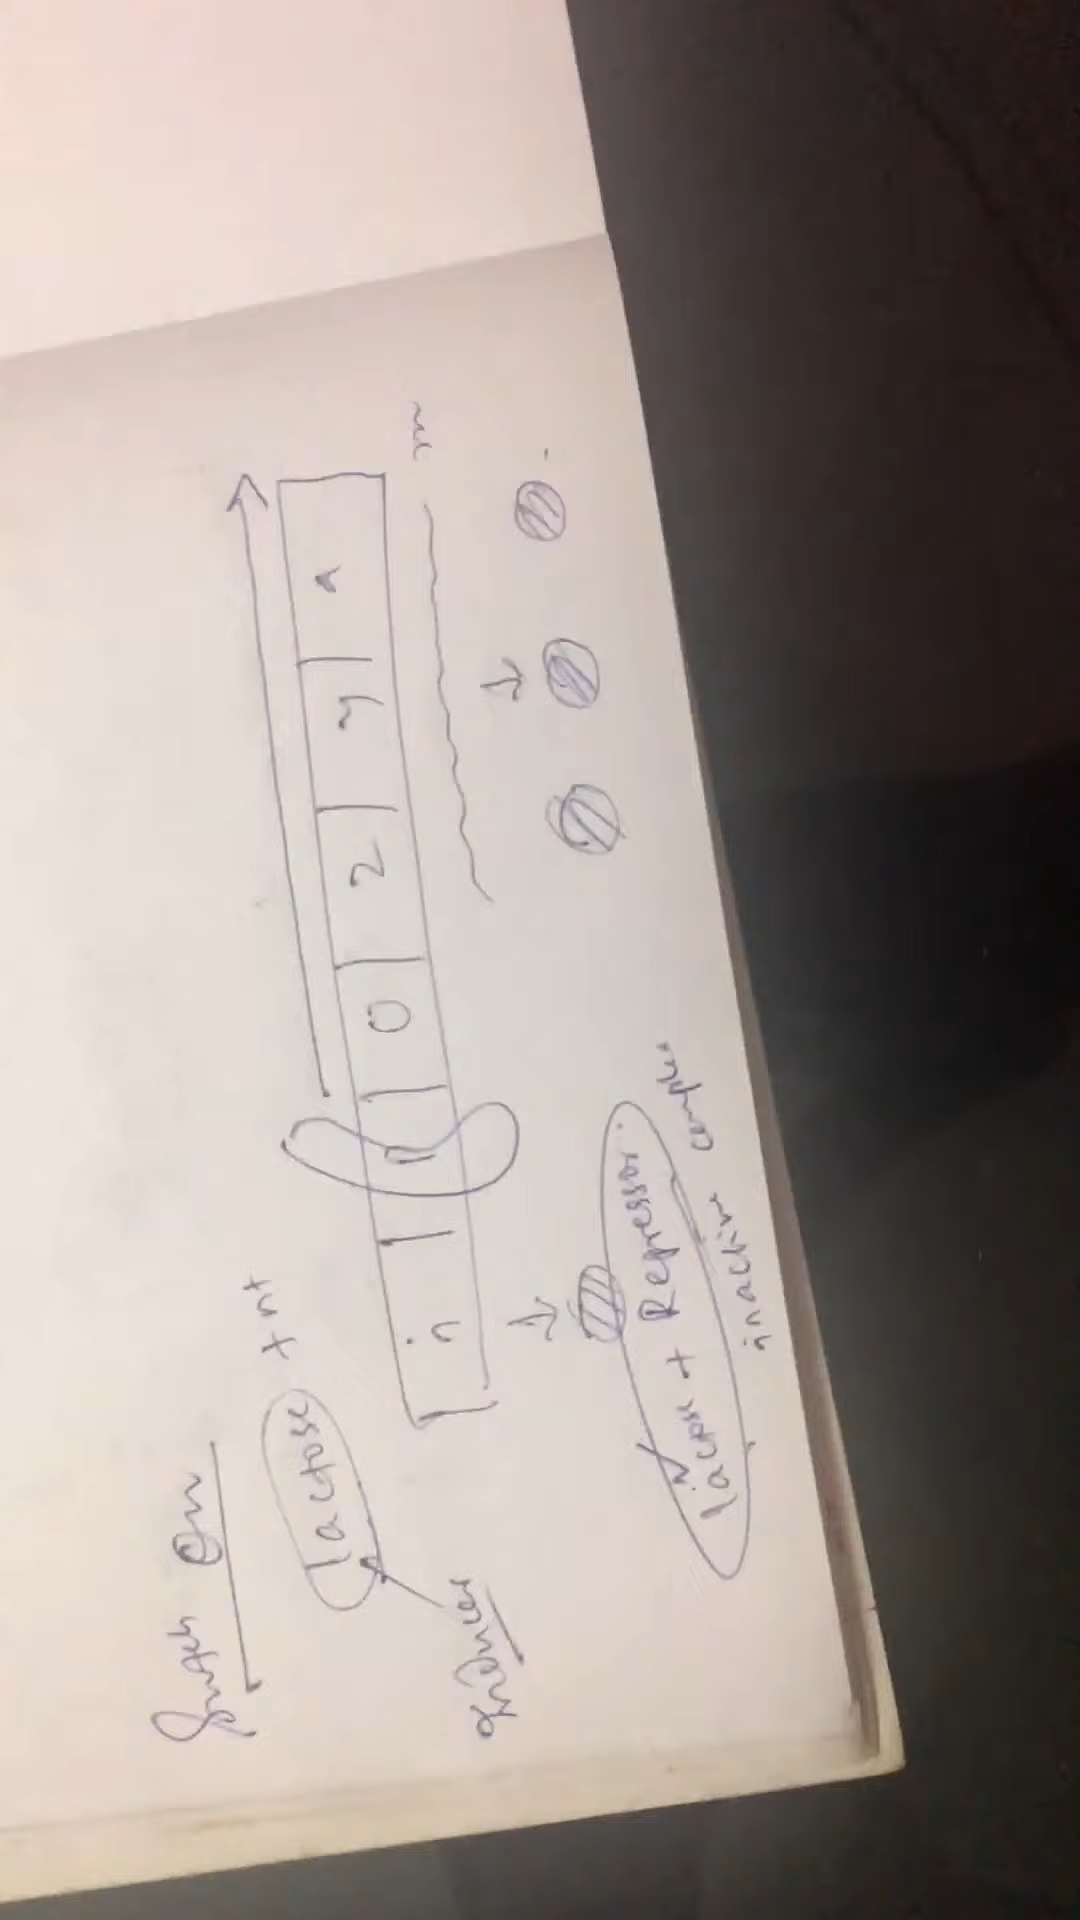 Switch On
lactose + nt
Inducer
i P O z y a
m
lactose + Repressor.
inactive complex